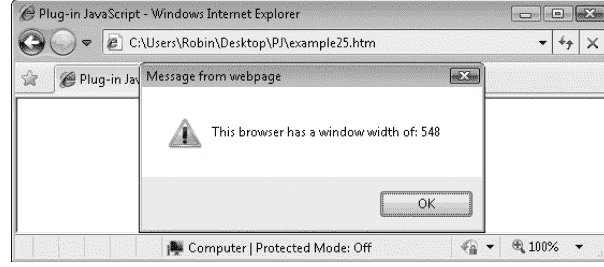 Plug-in JavaScript - Windows Internet Explorer
C:\Users\Robin\Desktop\PJ\example25.htm
Plug-in Jav
Message from webpage
This browser has a window width of: 548
OK
Computer | Protected Mode: Off
100%